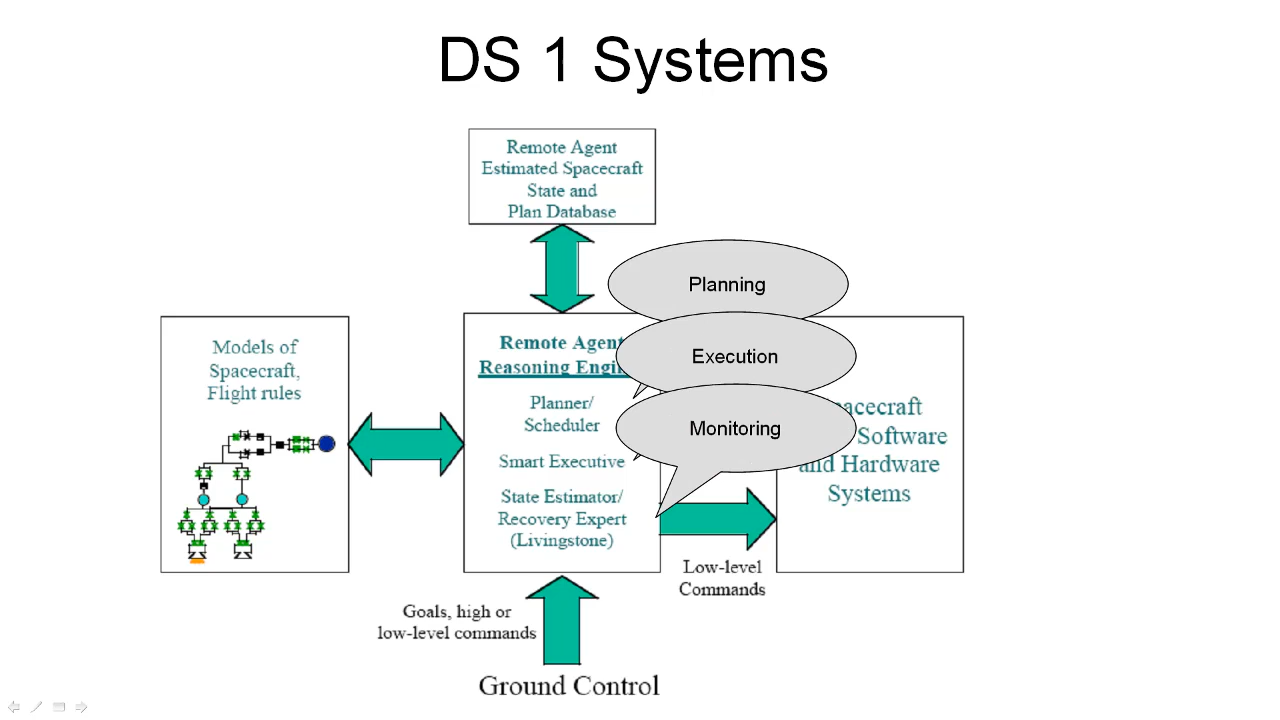 DS 1 Systems
Remote Agent
Estimated Spacecraft
State and
Plan Database
Planning
Execution
Monitoring
Models of
Spacecraft,
Flight rules
Remote Agent
Reasoning
Planner/
Scheduler
Smart Executive
State Estimator/
Recovery Expert
(Livingstone)
Software
and Hardware
Systems
Low-level
Commands
Goals, high or
low-level commands
Ground Control